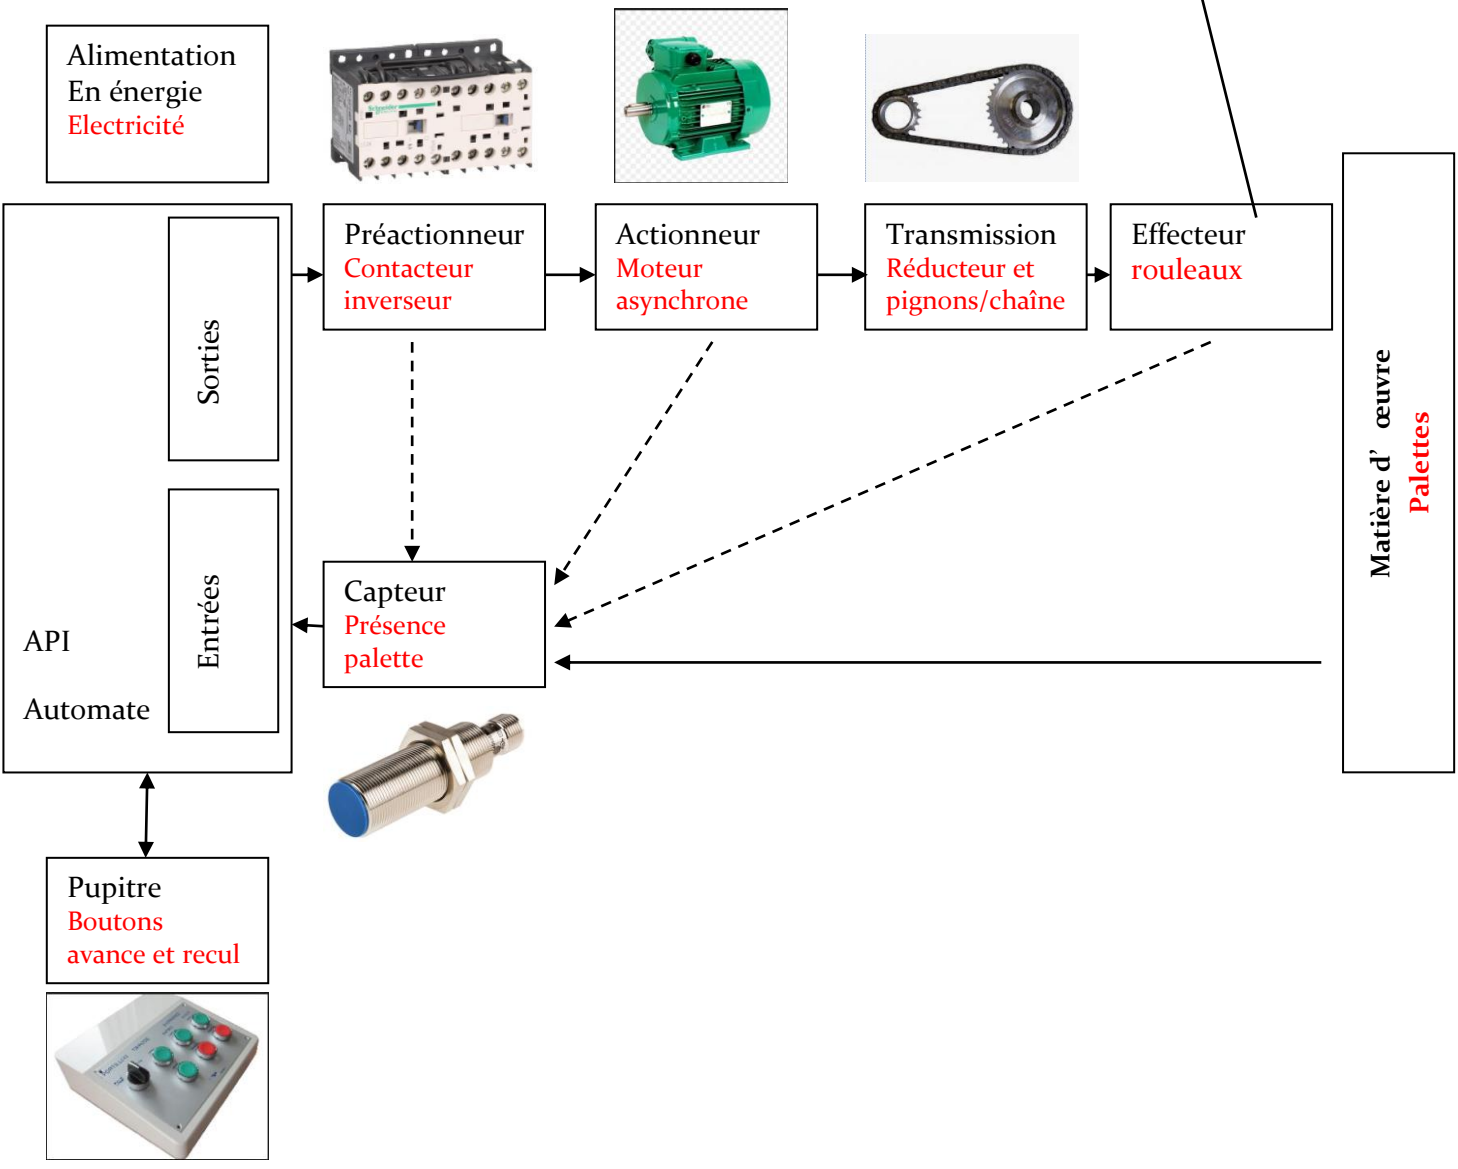 Alimentation
En énergie
Electricité
Schneider
Sorties
Préactionneur
Contacteur
inverseur
Actionneur
Moteur
asynchrone
Transmission
Réducteur et
pignons/chaîne
Effecteur
rouleaux
Matière d’ œuvre
Palettes
Entrées
API
Automate
Capteur
Présence
palette
Pupitre
Boutons
avance et recul